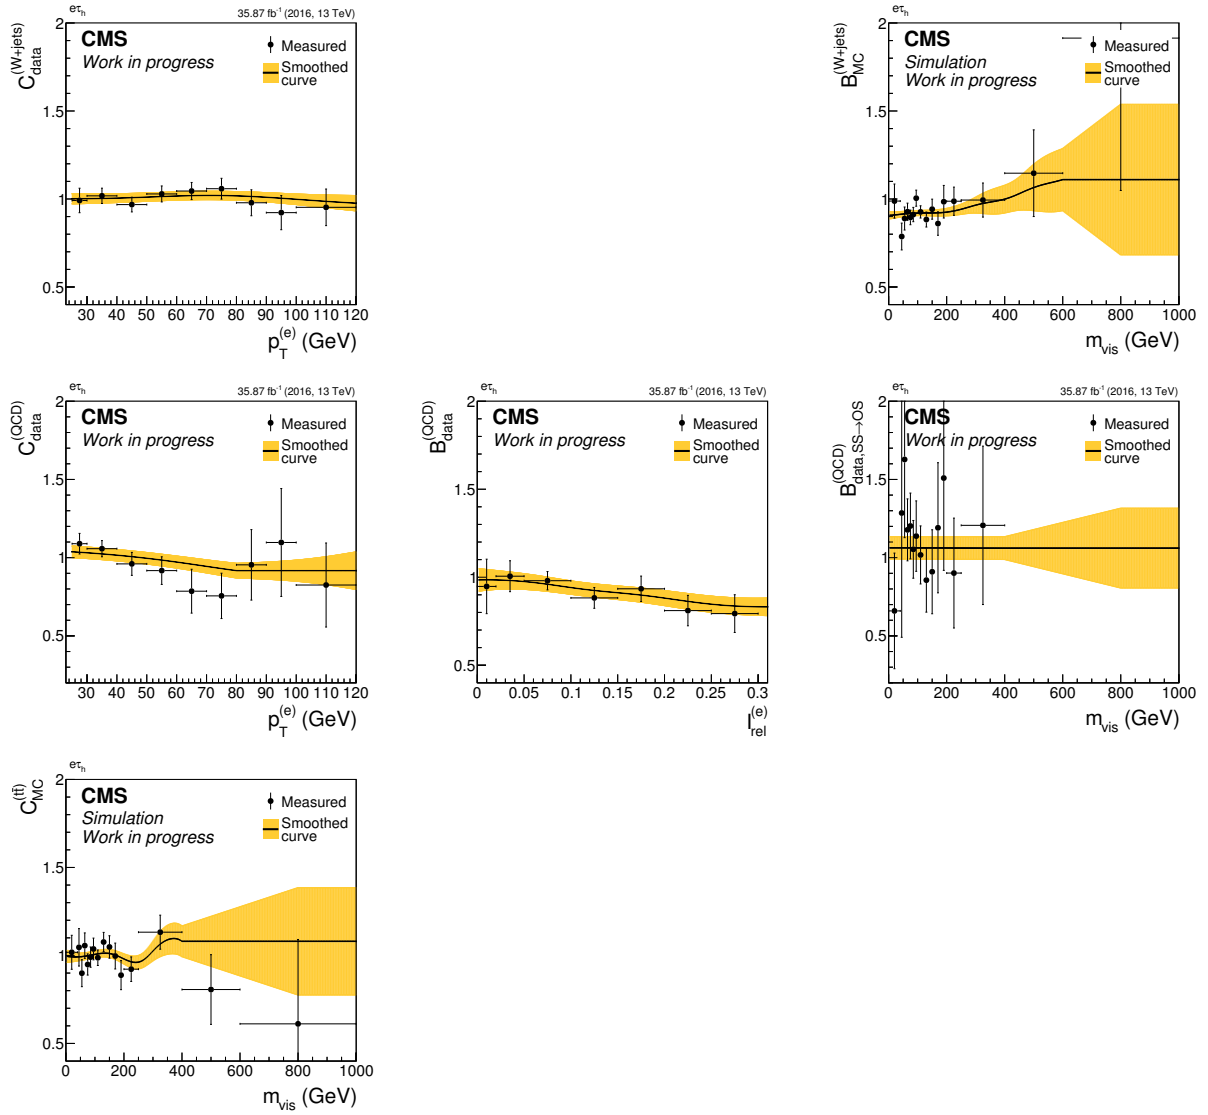 eτh 35.87 fb-1 (2016, 13 TeV)
CMS
Work in progress
Measured
Smoothed
curve
C(W+jets)data
2
1.5
1
0.5
30 40 50 60 70 80 90 100 110 120
pT(e) (GeV)
eτh
CMS
Simulation
Work in progress
Measured
Smoothed
curve
B(W+jets)MC
2
1.5
1
0.5
0 200 400 600 800 1000
mvis (GeV)
eτh 35.87 fb-1 (2016, 13 TeV)
CMS
Work in progress
Measured
Smoothed
curve
C(QCD)data
2
1.5
1
0.5
30 40 50 60 70 80 90 100 110 120
pT(e) (GeV)
eτh 35.87 fb-1 (2016, 13 TeV)
CMS
Work in progress
Measured
Smoothed
curve
B(QCD)data
2
1.5
1
0.5
0 0.05 0.1 0.15 0.2 0.25 0.3
Irel(e)
eτh 35.87 fb-1 (2016, 13 TeV)
CMS
Work in progress
Measured
Smoothed
curve
B(QCD)data,SS→OS
2
1.5
1
0.5
0 200 400 600 800 1000
mvis (GeV)
eτh
CMS
Simulation
Work in progress
Measured
Smoothed
curve
C(tt̄)MC
2
1.5
1
0.5
0 200 400 600 800 1000
mvis (GeV)